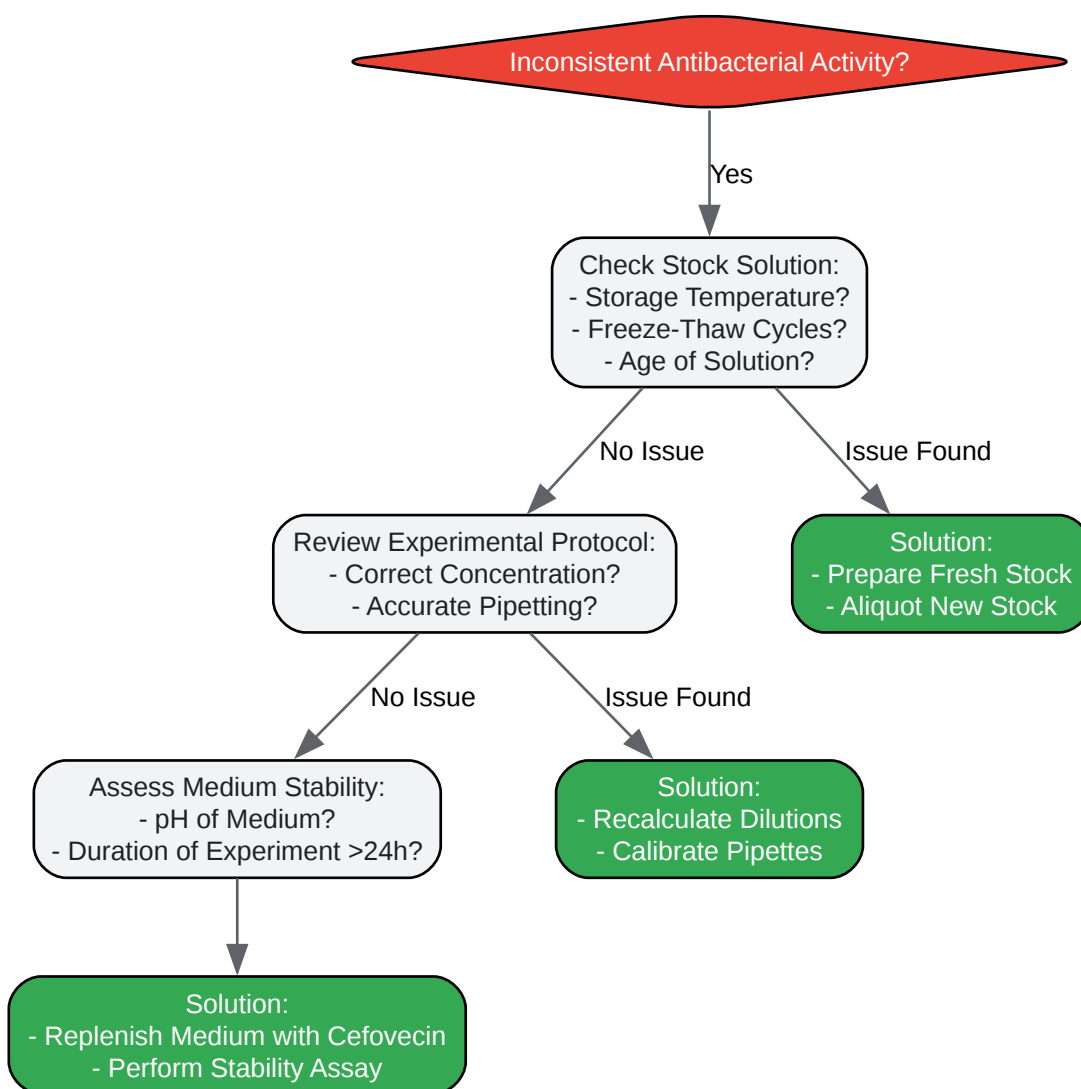 Inconsistent Antibacterial Activity?
Yes
Check Stock Solution:
- Storage Temperature?
- Freeze-Thaw Cycles?
- Age of Solution?
No Issue
Issue Found
Review Experimental Protocol:
- Correct Concentration?
- Accurate Pipetting?
Solution:
- Prepare Fresh Stock
- Aliquot New Stock
No Issue
Issue Found
Assess Medium Stability:
- pH of Medium?
- Duration of Experiment >24h?
Solution:
- Recalculate Dilutions
- Calibrate Pipettes
Solution:
- Replenish Medium with Cefovecin
- Perform Stability Assay